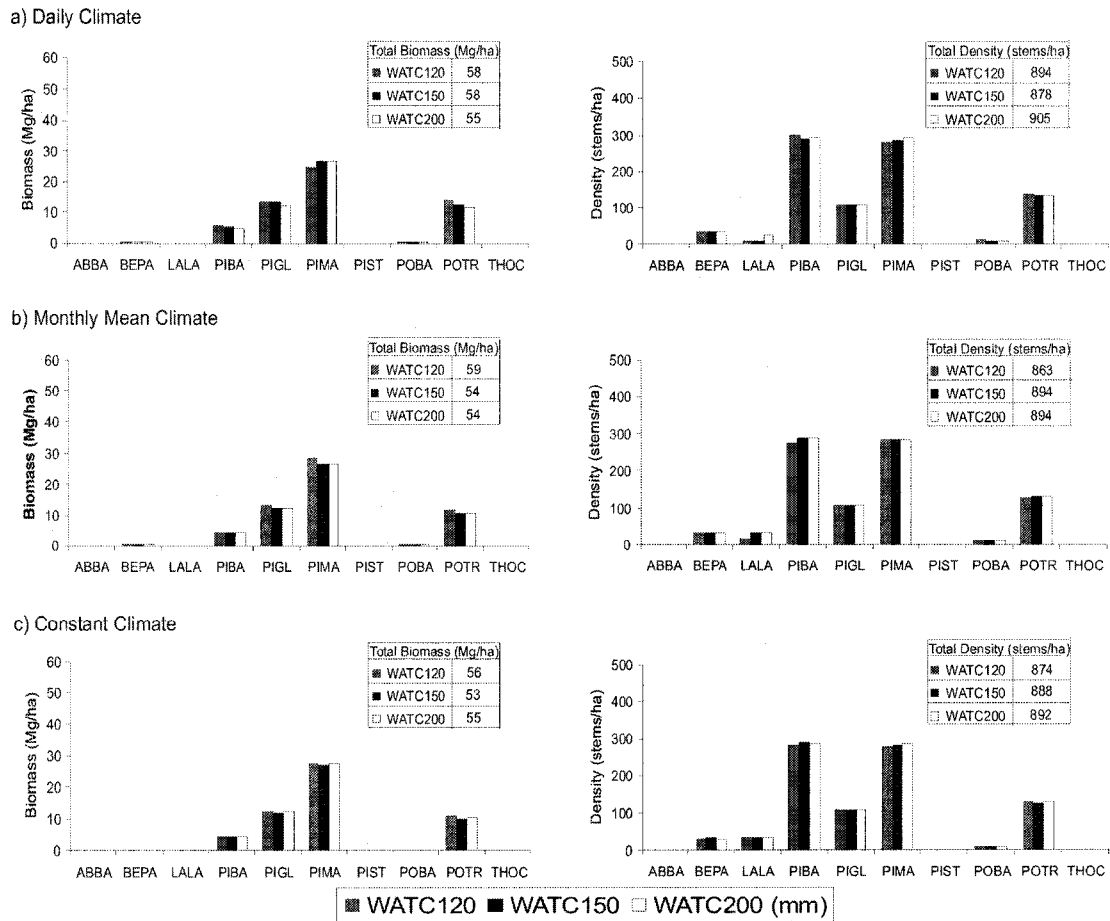 a) Daily Climate
Total Biomass (Mg/ha)
WATC120 58
WATC150 58
WATC200 55
Biomass (Mg/ha)
60
50
40
30
20
10
0
ABBA BEPA LALA PIBA PIGL PIMA PIST POBA POTR THOC
Total Density (stems/ha)
WATC120 894
WATC150 878
WATC200 905
Density (stems/ha)
500
400
300
200
100
0
ABBA BEPA LALA PIBA PIGL PIMA PIST POBA POTR THOC
b) Monthly Mean Climate
Total Biomass (Mg/ha)
WATC120 59
WATC150 54
WATC200 54
Biomass (Mg/ha)
60
50
40
30
20
10
0
ABBA BEPA LALA PIBA PIGL PIMA PIST POBA POTR THOC
Total Density (stems/ha)
WATC120 863
WATC150 894
WATC200 894
Density (stems/ha)
500
400
300
200
100
0
ABBA BEPA LALA PIBA PIGL PIMA PIST POBA POTR THOC
c) Constant Climate
Total Biomass (Mg/ha)
WATC120 56
WATC150 53
WATC200 55
Biomass (Mg/ha)
60
50
40
30
20
10
0
ABBA BEPA LALA PIBA PIGL PIMA PIST POBA POTR THOC
Total Density (stems/ha)
WATC120 874
WATC150 888
WATC200 892
Density (stems/ha)
500
400
300
200
100
0
ABBA BEPA LALA PIBA PIGL PIMA PIST POBA POTR THOC
WATC120 WATC150 WATC200 (mm)